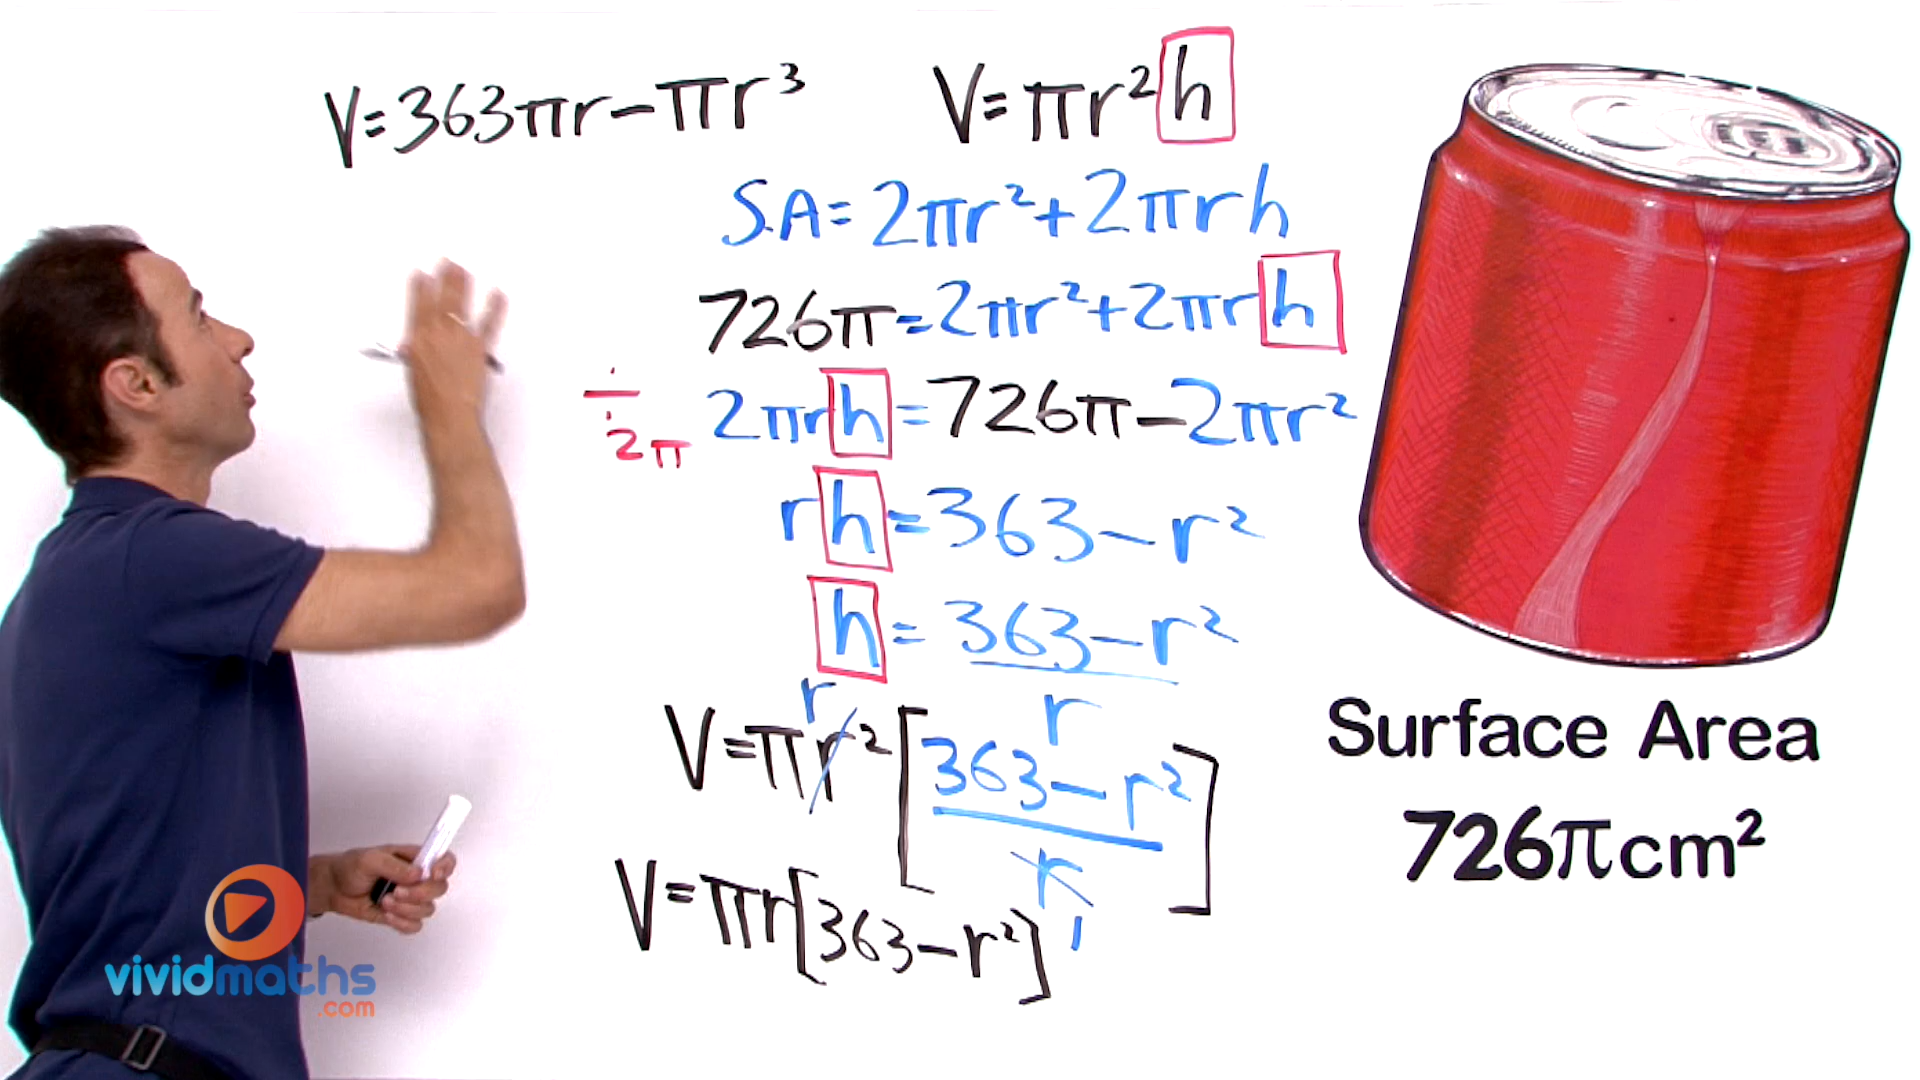 V=363πr-πr³
V=πr²h
S.A=2πr²+2πrh
726π=2πr²+2πrh
÷2π 2πrh=726π-2πr²
rh=363-r²
h=363-r²
r
r
V=πr²[363-r²]
r
1
V=πr[363-r²]
Surface Area
726πcm²
vividmaths
.com